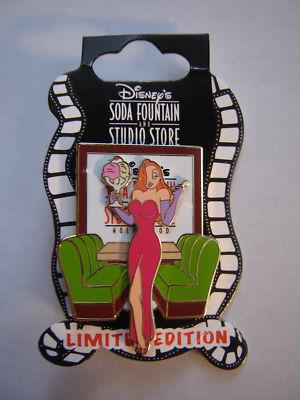 Disney's
SODA FOUNTAIN
AND
STUDIO STORE
LIMITED EDITION